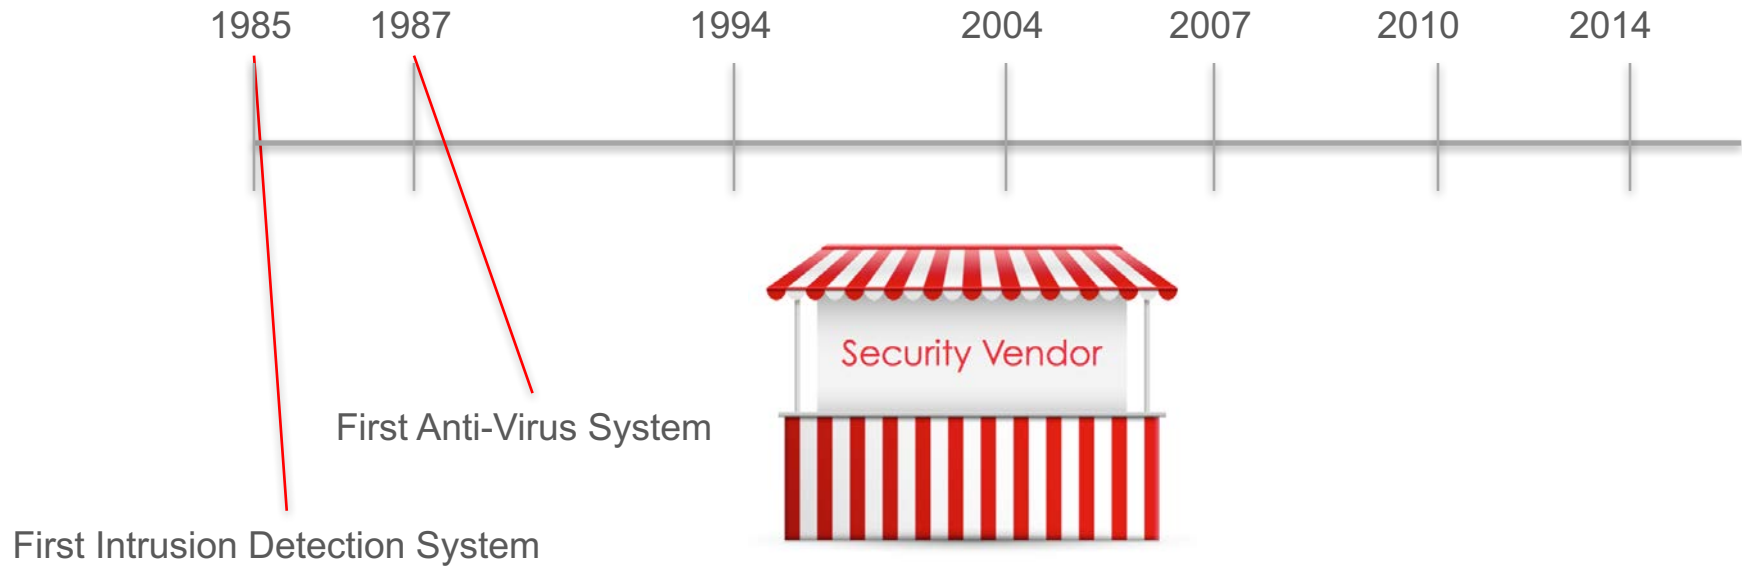 1985 1987 1994 2004 2007 2010 2014
Security Vendor
First Anti-Virus System
First Intrusion Detection System